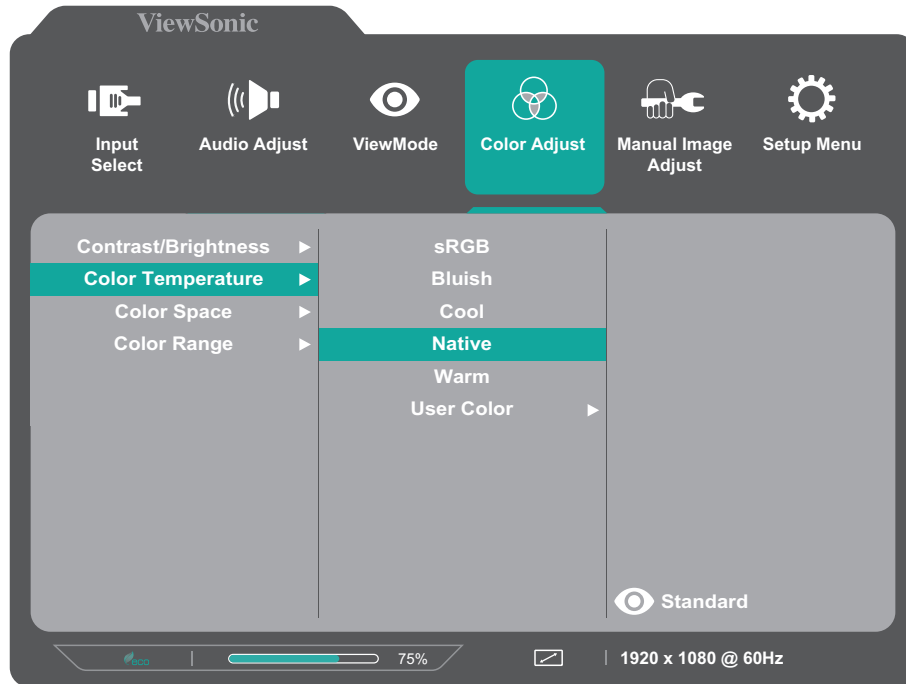 ViewSonic
Input
Select
Audio Adjust
ViewMode
Color Adjust
Manual Image
Adjust
Setup Menu
Contrast/Brightness
Color Temperature
Color Space
Color Range
sRGB
Bluish
Cool
Native
Warm
User Color
Standard
eco
75%
1920 x 1080 @ 60Hz